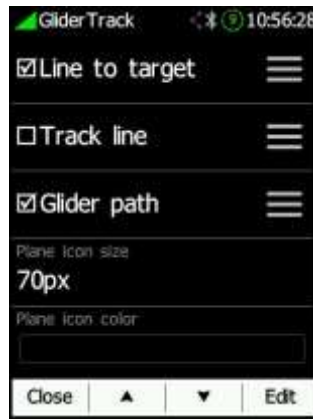 GliderTrack 9 10:56:28
Line to target
Track line
Glider path
Plane icon size
70px
Plane icon color
Close Edit